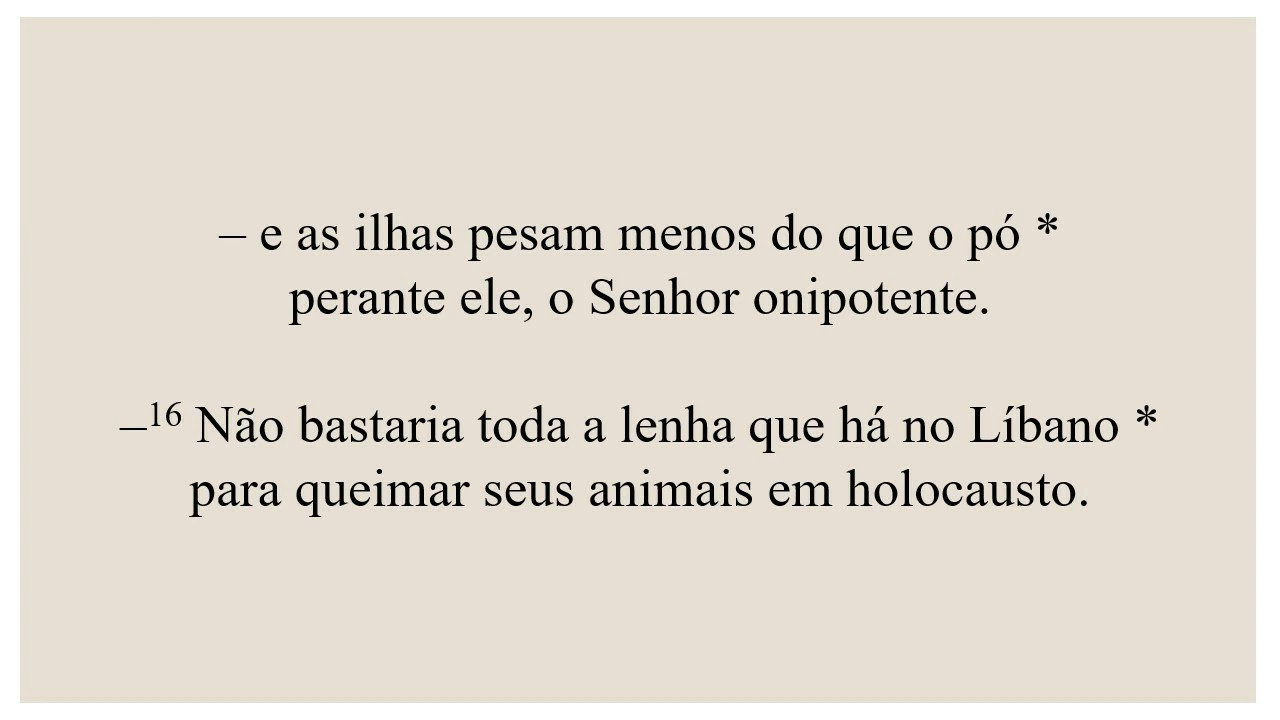 – e as ilhas pesam menos do que o pó *
perante ele, o Senhor onipotente.
–¹⁶ Não bastaria toda a lenha que há no Líbano *
para queimar seus animais em holocausto.